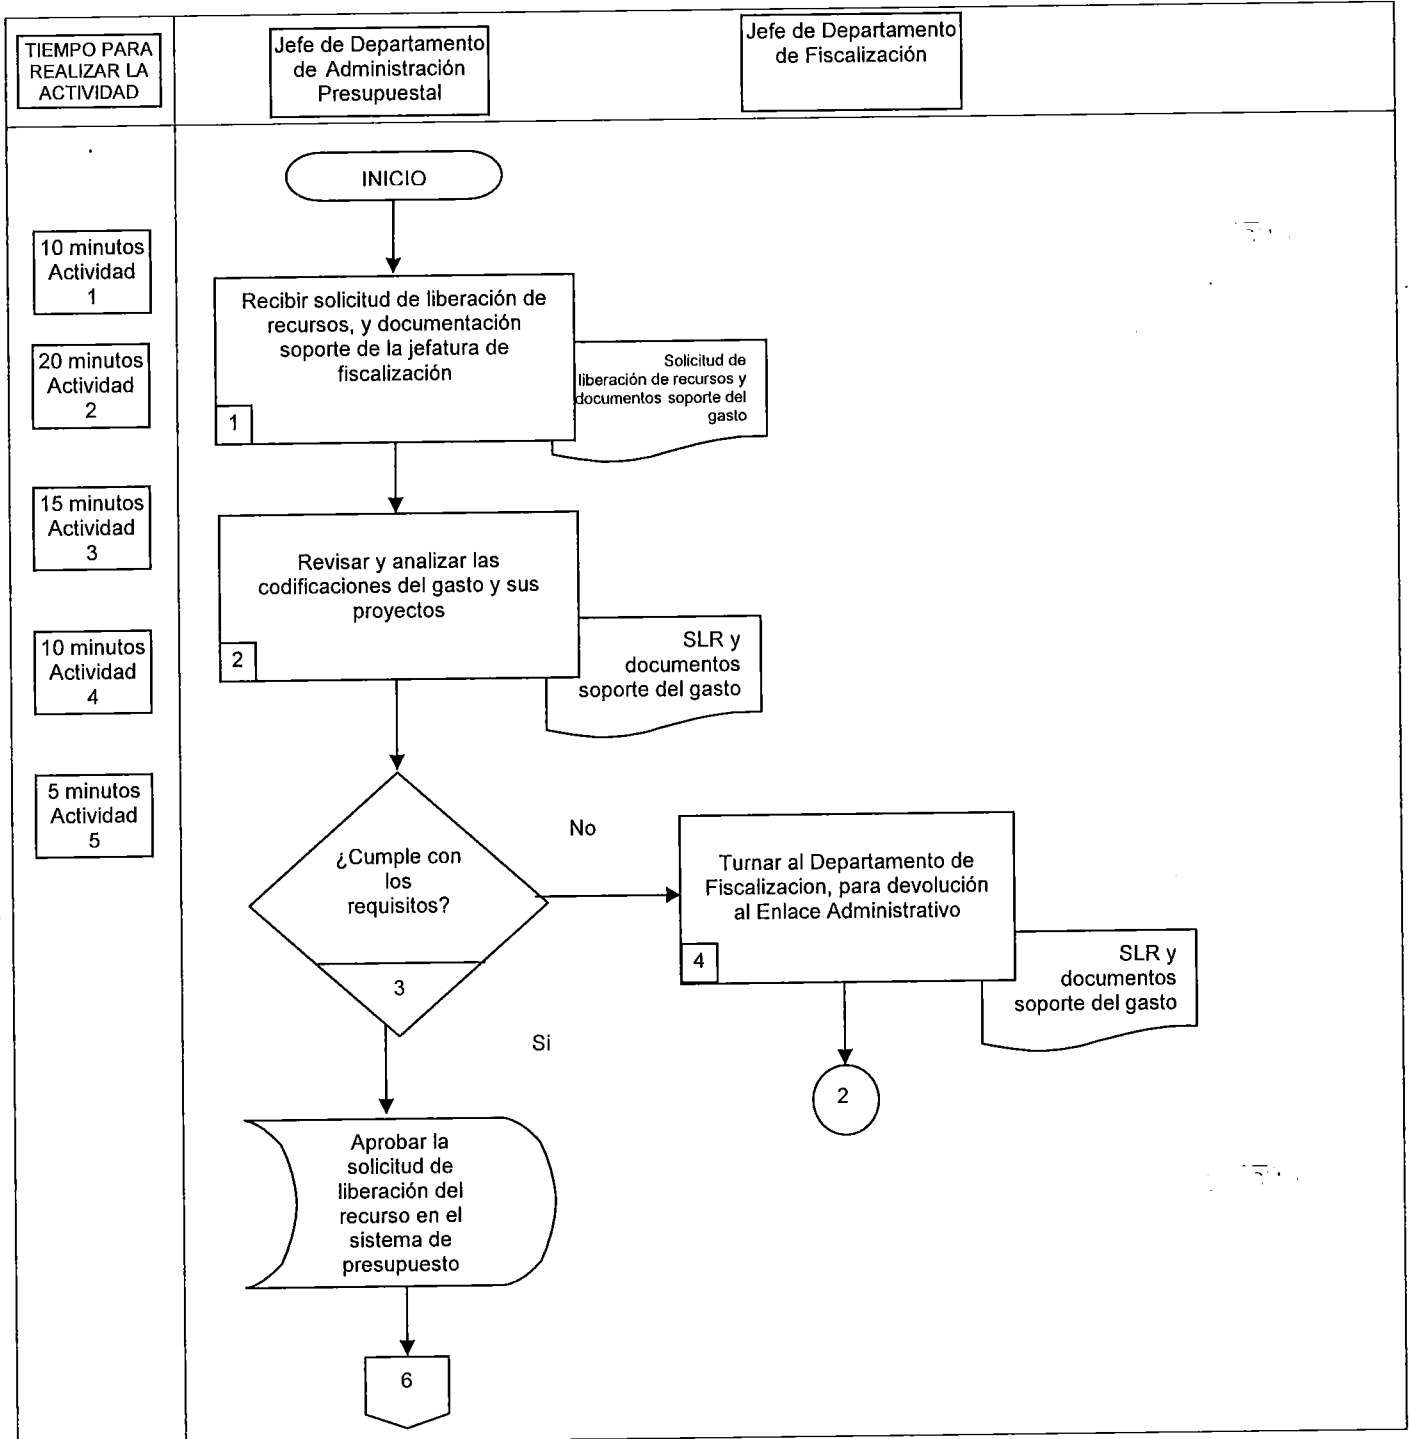 TIEMPO PARA
REALIZAR LA
ACTIVIDAD
Jefe de Departamento
de Administración
Presupuestal
Jefe de Departamento
de Fiscalización
INICIO
10 minutos
Actividad
1
Recibir solicitud de liberación de
recursos, y documentación
soporte de la jefatura de
fiscalización
1
Solicitud de
liberación de recursos y
documentos soporte del
gasto
20 minutos
Actividad
2
15 minutos
Actividad
3
Revisar y analizar las
codificaciones del gasto y sus
proyectos
2
SLR y
documentos
soporte del gasto
10 minutos
Actividad
4
5 minutos
Actividad
5
¿Cumple con
los
requisitos?
3
No
Turnar al Departamento de
Fiscalizacion, para devolución
al Enlace Administrativo
4
SLR y
documentos
soporte del gasto
Si
2
Aprobar la
solicitud de
liberación del
recurso en el
sistema de
presupuesto
6